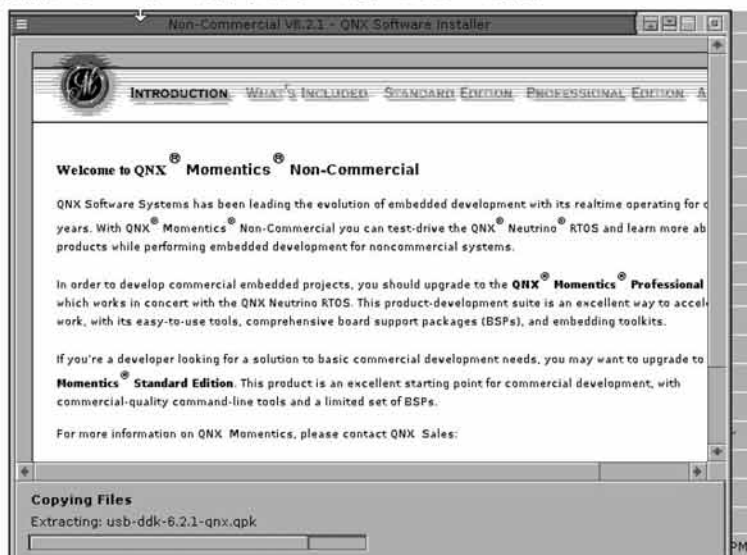 Non-Commercial V6.2.1 - QNX Software Installer
INTRODUCTION WHAT'S INCLUDED STANDARD EDITION PROFESSIONAL EDITION A
Welcome to QNX® Momentics® Non-Commercial
QNX Software Systems has been leading the evolution of embedded development with its realtime operating for o
years. With QNX® Momentics® Non-Commercial you can test-drive the QNX® Neutrino® RTOS and learn more ab
products while performing embedded development for noncommercial systems.
In order to develop commercial embedded projects, you should upgrade to the QNX® Momentics® Professional
which works in concert with the QNX Neutrino RTOS. This product-development suite is an excellent way to accel
work, with its easy-to-use tools, comprehensive board support packages (BSPs), and embedding toolkits.
If you're a developer looking for a solution to basic commercial development needs, you may want to upgrade to
Momentics® Standard Edition. This product is an excellent starting point for commercial development, with
commercial-quality command-line tools and a limited set of BSPs.
For more information on QNX Momentics, please contact QNX Sales:
Copying Files
Extracting: usb-ddk-6.2.1-qnx.qpk
PM